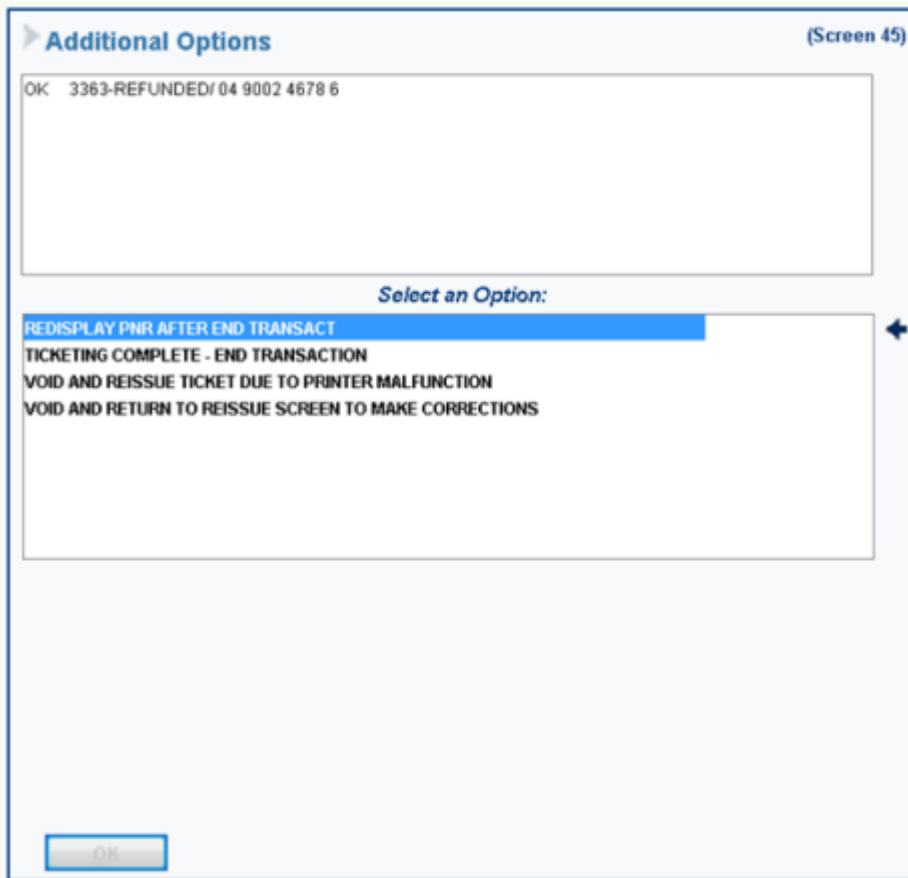 Additional Options
(Screen 45)
OK 3363-REFUNDED/ 04 9002 4678 6
Select an Option:
REDISPLAY PNR AFTER END TRANSACT
TICKETING COMPLETE - END TRANSACTION
VOID AND REISSUE TICKET DUE TO PRINTER MALFUNCTION
VOID AND RETURN TO REISSUE SCREEN TO MAKE CORRECTIONS
OK